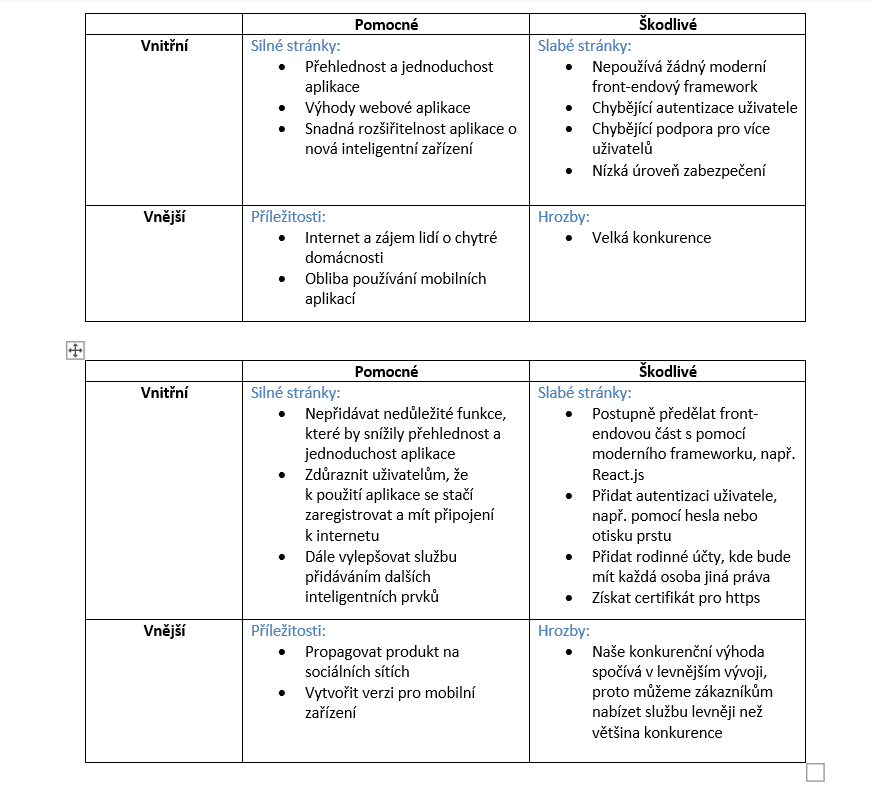 Pomocné Škodlivé
Vnitřní
Silné stránky:
• Přehlednost a jednoduchost
aplikace
• Výhody webové aplikace
• Snadná rozšiřitelnost aplikace o
nová inteligentní zařízení
Slabé stránky:
• Nepoužívá žádný moderní
front-endový framework
• Chybějící autentizace uživatele
• Chybějící podpora pro více
uživatelů
• Nízká úroveň zabezpečení
Vnější
Příležitosti:
• Internet a zájem lidí o chytré
domácnosti
• Obliba používání mobilních
aplikací
Hrozby:
• Velká konkurence
Pomocné Škodlivé
Vnitřní
Silné stránky:
• Nepřidávat nedůležité funkce,
které by snížily přehlednost a
jednoduchost aplikace
• Zdůraznit uživatelům, že
k použití aplikace se stačí
zaregistrovat a mít připojení
k internetu
• Dále vylepšovat službu
přidáváním dalších
inteligentních prvků
Slabé stránky:
• Postupně předělat front-
endovou část s pomocí
moderního frameworku, např.
React.js
• Přidat autentizaci uživatele,
např. pomocí hesla nebo
otisku prstu
• Přidat rodinné účty, kde bude
mít každá osoba jiná práva
• Získat certifikát pro https
Vnější
Příležitosti:
• Propagovat produkt na
sociálních sítích
• Vytvořit verzi pro mobilní
zařízení
Hrozby:
• Naše konkurenční výhoda
spočívá v levnějším vývoji,
proto můžeme zákazníkům
nabízet službu levněji než
většina konkurence